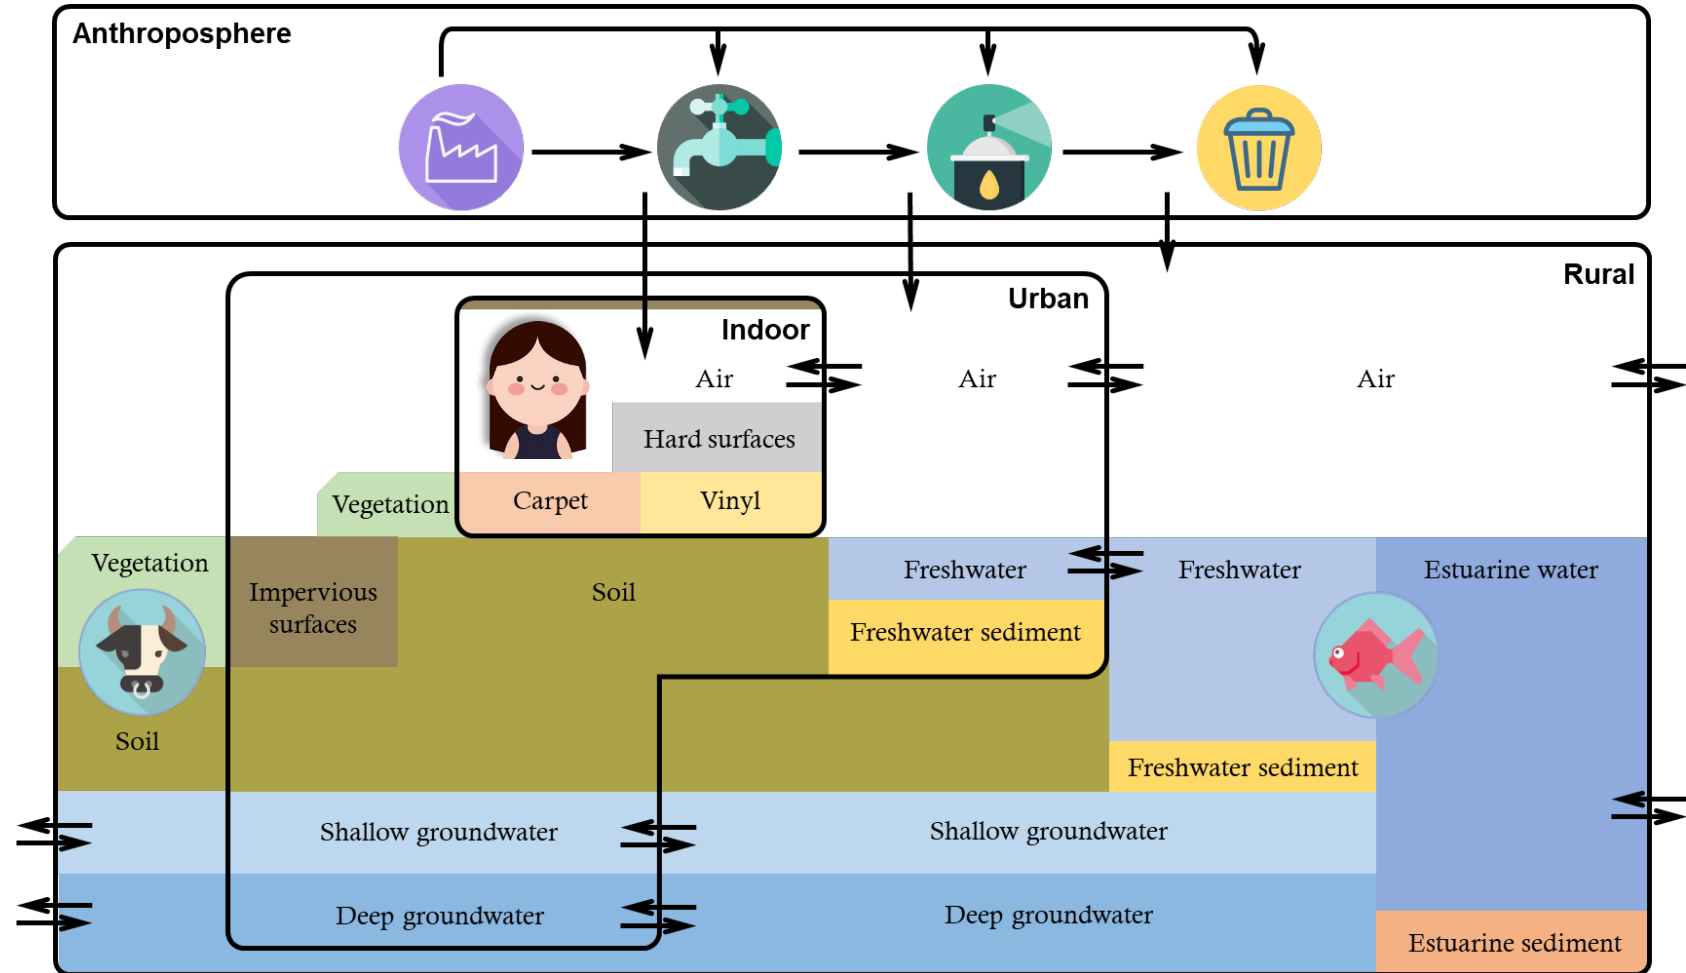 Anthroposphere
Rural
Urban
Indoor
Air
Air
Air
Hard surfaces
Vegetation
Carpet
Vinyl
Vegetation
Impervious
surfaces
Soil
Freshwater
Freshwater
Estuarine water
Freshwater sediment
Soil
Freshwater sediment
Shallow groundwater
Shallow groundwater
Deep groundwater
Deep groundwater
Estuarine sediment